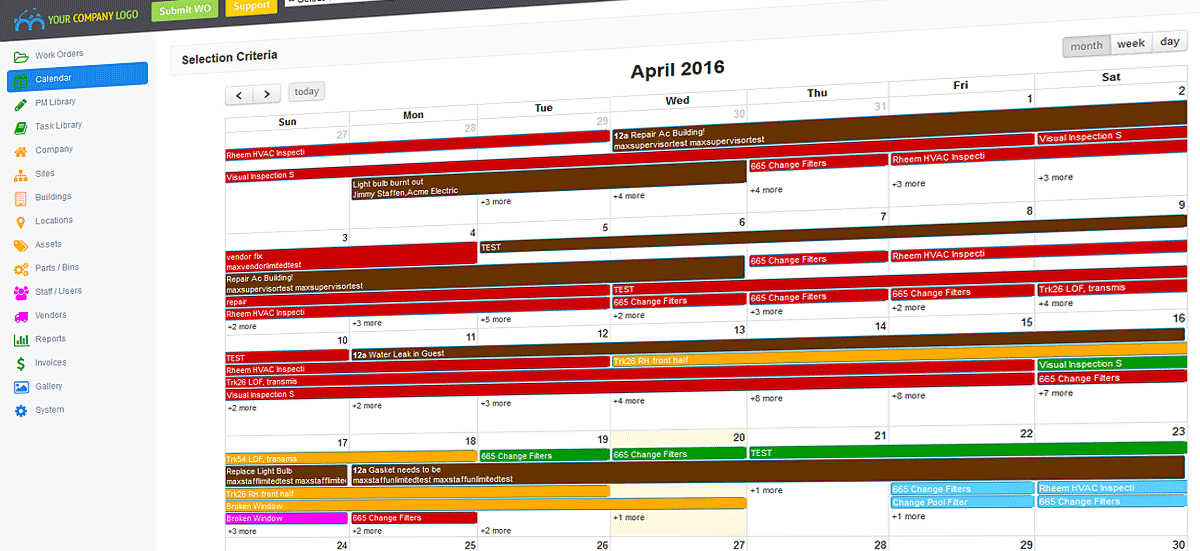 YOUR COMPANY LOGO
Submit WO
Support
Work Orders
Calendar
PM Library
Task Library
Company
Sites
Buildings
Locations
Assets
Parts / Bins
Staff / Users
Vendors
Reports
Invoices
Gallery
System
Selection Criteria
month week day
< > today
April 2016
Sun Mon Tue Wed Thu Fri Sat
27 28 29 30 31 1 2
Rheem HVAC Inspecti
12a Repair Ac Building!
maxsupervisortest maxsupervisortest
Visual Inspection S
Visual Inspection S
Light bulb burnt out
Jimmy Staffen,Acme Electric
665 Change Filters
Rheem HVAC Inspecti
+3 more +4 more +4 more +3 more +3 more
3 4 5 6 7 8 9
vendor fix
maxvendorlimitedtest
TEST
Repair Ac Building!
maxsupervisortest maxsupervisortest
665 Change Filters
Rheem HVAC Inspecti
repair
TEST
Rheem HVAC Inspecti
665 Change Filters
665 Change Filters
665 Change Filters
Trk26 LOF, transmis
+2 more +3 more +5 more +2 more +3 more +2 more +4 more
10 11 12 13 14 15 16
TEST
12a Water Leak in Guest
Rheem HVAC Inspecti
Trk26 RH front half
Visual Inspection S
Trk26 LOF, transmis
665 Change Filters
Visual Inspection S
+2 more +2 more +3 more +4 more +8 more +8 more +7 more
17 18 19 20 21 22 23
Trk54 LOF, transmis
665 Change Filters
665 Change Filters
TEST
Replace Light Bulb
maxstafflimitedtest maxstafflimite
12a Gasket needs to be
maxstaffunlimitedtest maxstaffunlimitedtest
Trk26 RH front half
665 Change Filters
Rheem HVAC Inspecti
Broken Window
Change Pool Filter
665 Change Filters
Broken Window
665 Change Filters
+3 more +2 more +2 more +1 more +1 more +1 more
24 25 26 27 28 29 30